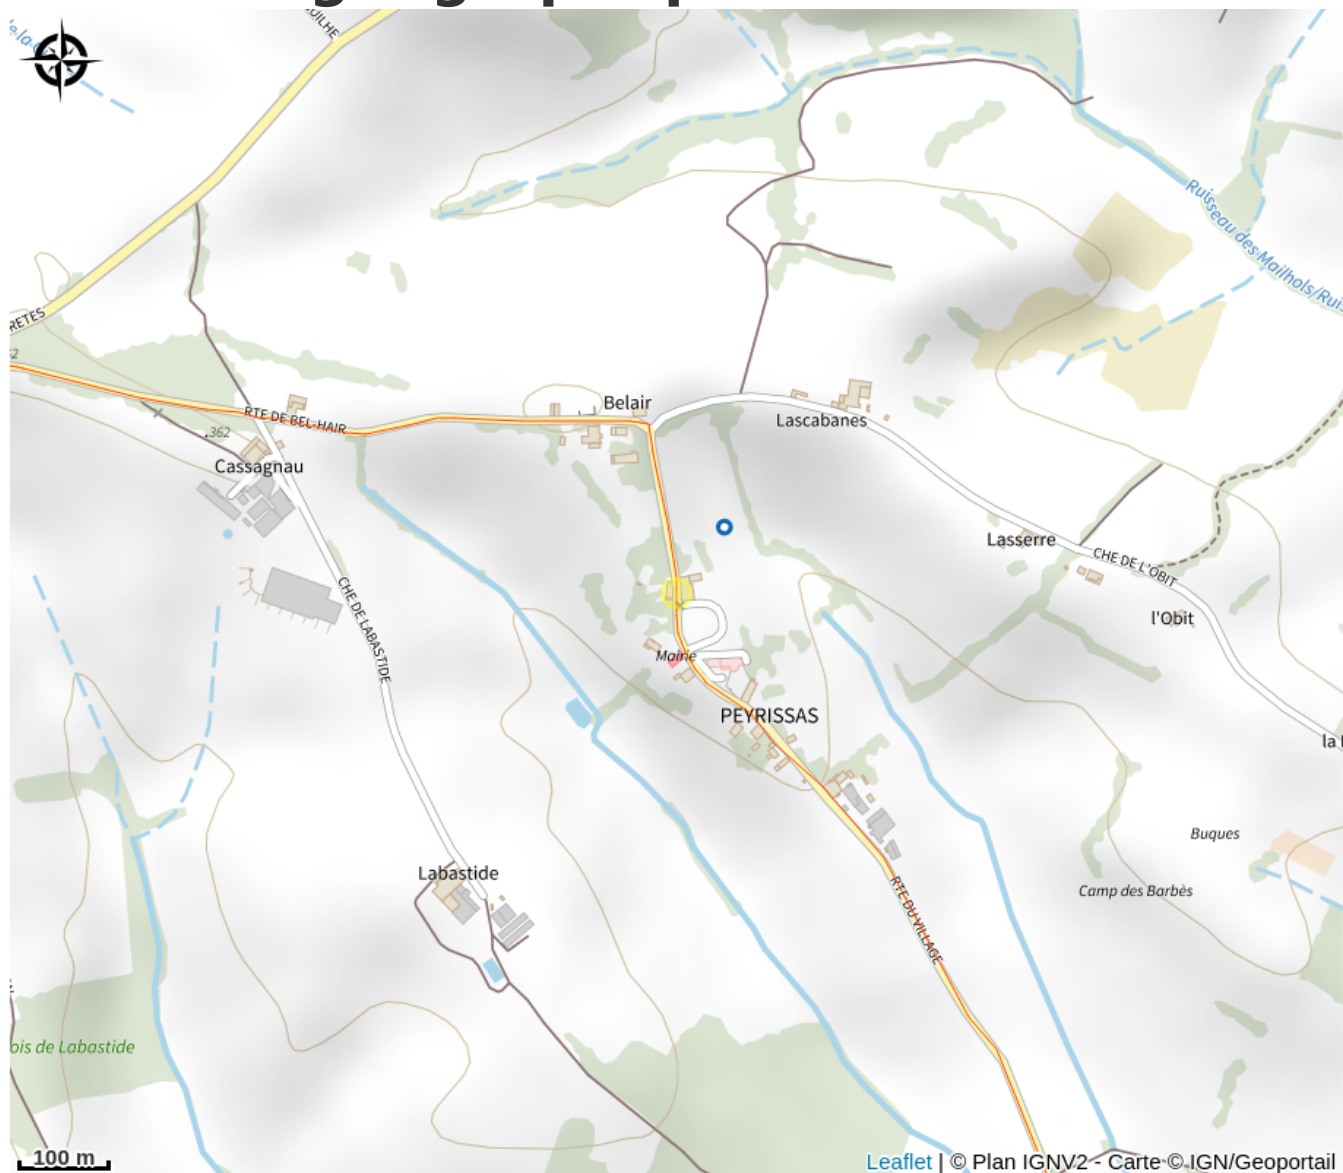 RETES
Belair
RTE DE BEL-HAIR
.362
Cassagnau
Lascabanes
Ruisseau des Mailhols/Rui
Lasserre
CHE DE L'OBIT
l'Obit
CHE DE LABASTIDE
Mairie
PEYRISSAS
Buques
Labastide
Camp des Barbès
RTE DU VILLAGE
ois de Labastide
100 m
Leaflet | © Plan IGNV2 - Carte © IGN/Geoportail